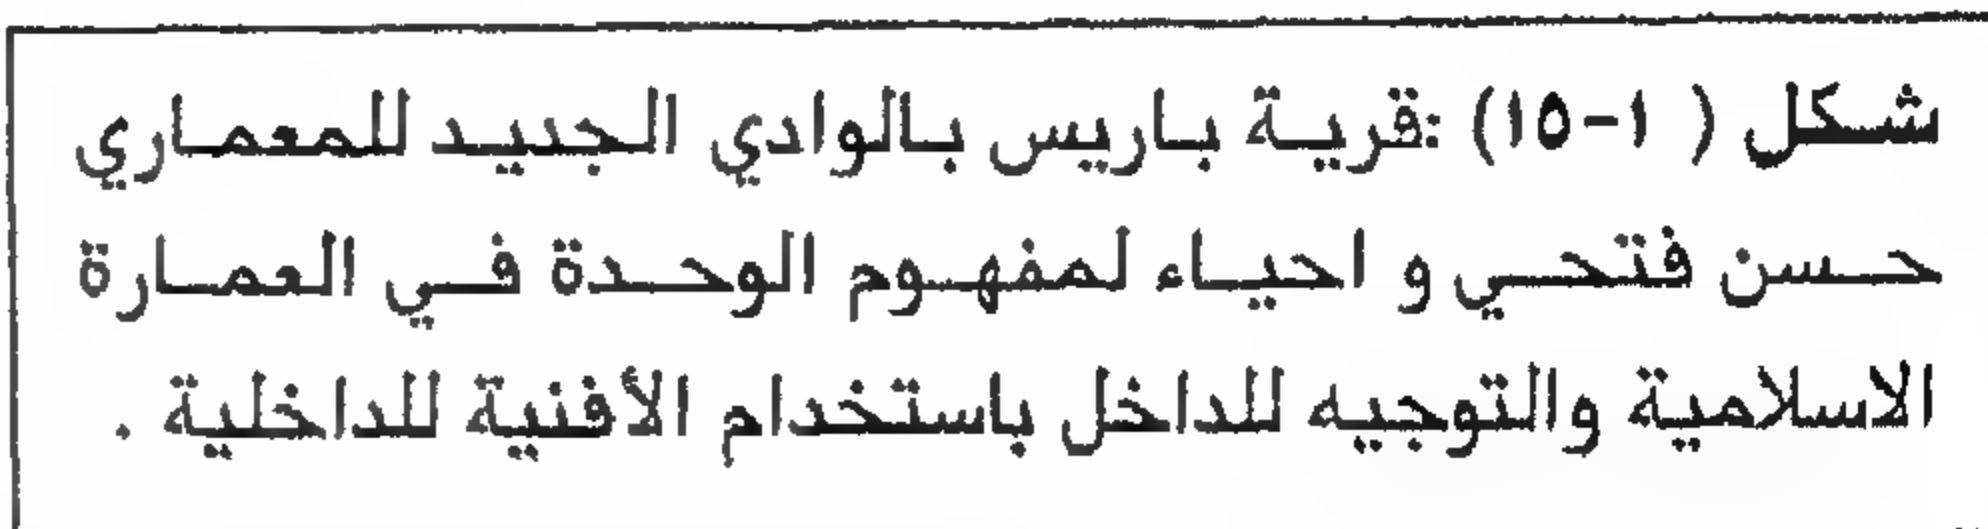 شكل ( ١-١٥) :قرية باريس بالوادي الجديد للمعماري
حسن فتحي و احياء لمفهوم الوحدة في العمارة
الاسلامية والتوجيه للداخل باستخدام الأفنية للداخلية .